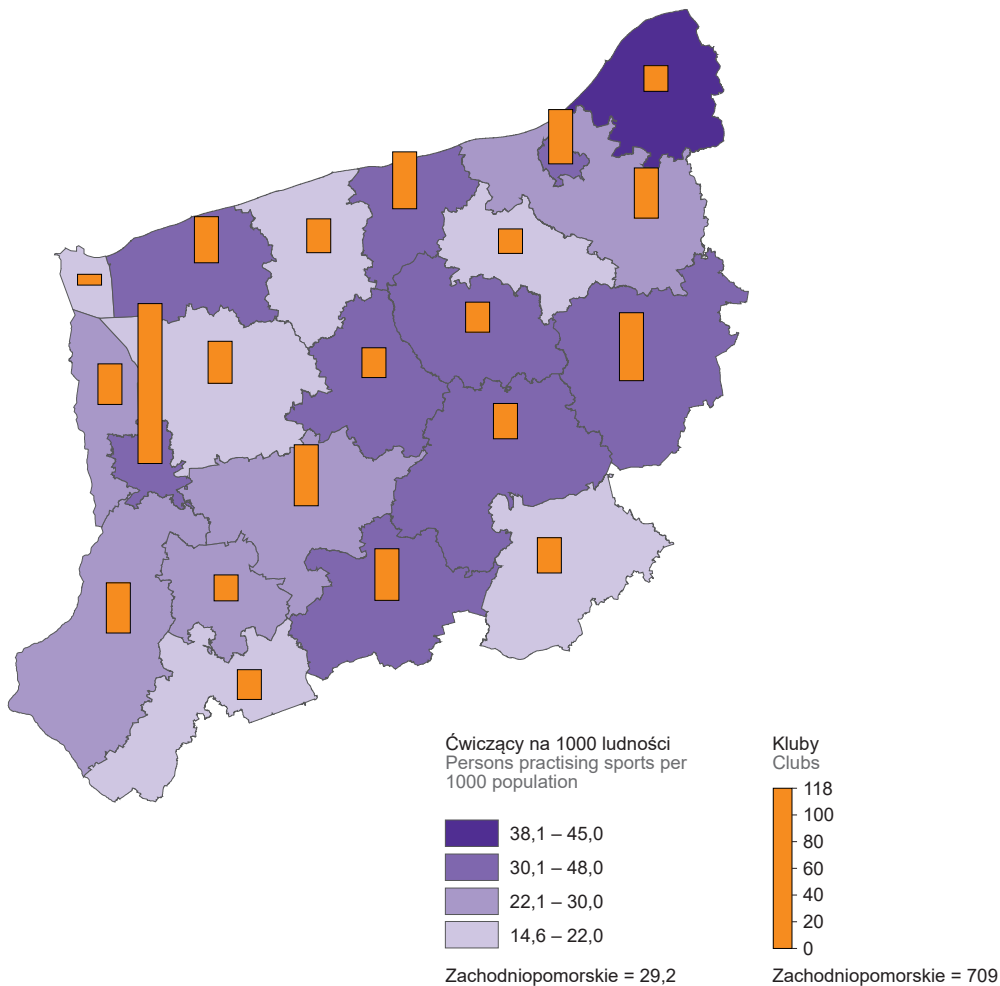 Ćwiczący na 1000 ludności
Persons practising sports per
1000 population
38,1 – 45,0
30,1 – 48,0
22,1 – 30,0
14,6 – 22,0
Zachodniopomorskie = 29,2
Kluby
Clubs
118
100
80
60
40
20
0
Zachodniopomorskie = 709